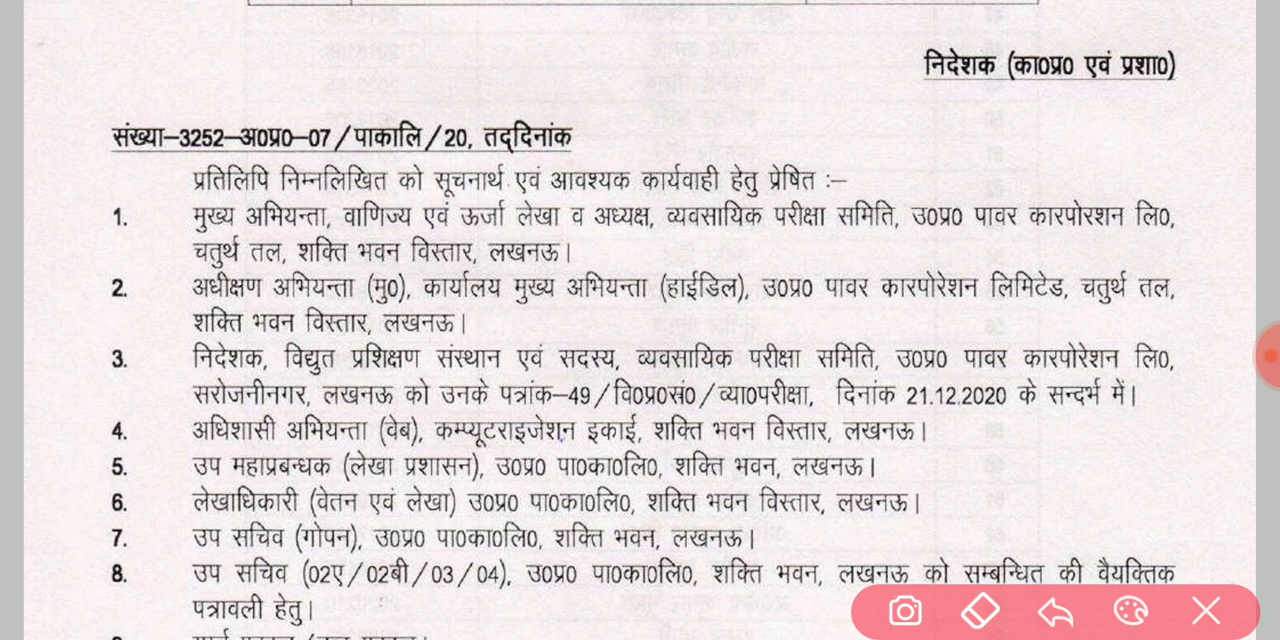 निदेशक (का0प्र0 एवं प्रशा0)
संख्या–3252–अ0प्र0–07/पाकालि/20, तद्दिनांक
प्रतिलिपि निम्नलिखित को सूचनार्थ एवं आवश्यक कार्यवाही हेतु प्रेषित :–
1. मुख्य अभियन्ता, वाणिज्य एवं ऊर्जा लेखा व अध्यक्ष, व्यवसायिक परीक्षा समिति, उ0प्र0 पावर कारपोरशन लि0,
चतुर्थ तल, शक्ति भवन विस्तार, लखनऊ।
2. अधीक्षण अभियन्ता (मु0), कार्यालय मुख्य अभियन्ता (हाईडिल), उ0प्र0 पावर कारपोरेशन लिमिटेड, चतुर्थ तल,
शक्ति भवन विस्तार, लखनऊ।
3. निदेशक, विद्युत प्रशिक्षण संस्थान एवं सदस्य, व्यवसायिक परीक्षा समिति, उ0प्र0 पावर कारपोरेशन लि0,
सरोजनीनगर, लखनऊ को उनके पत्रांक–49/वि0प्र0सं0/व्या0परीक्षा, दिनांक 21.12.2020 के सन्दर्भ में।
4. अधिशासी अभियन्ता (वेब), कम्प्यूटराइजेशन इकाई, शक्ति भवन विस्तार, लखनऊ।
5. उप महाप्रबन्धक (लेखा प्रशासन), उ0प्र0 पा0का0लि0, शक्ति भवन, लखनऊ।
6. लेखाधिकारी (वेतन एवं लेखा) उ0प्र0 पा0का0लि0, शक्ति भवन विस्तार, लखनऊ।
7. उप सचिव (गोपन), उ0प्र0 पा0का0लि0, शक्ति भवन, लखनऊ।
8. उप सचिव (02ए/02बी/03/04), उ0प्र0 पा0का0लि0, शक्ति भवन, लखनऊ को सम्बन्धित की वैयक्तिक
पत्रावली हेतु।